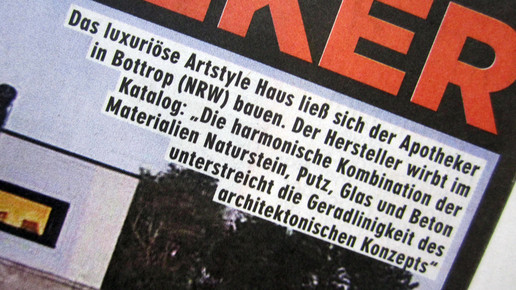 EKER
Das luxuriöse Artstyle Haus ließ sich der Apotheker
in Bottrop (NRW) bauen. Der Hersteller wirbt im
Katalog: „Die harmonische Kombination der
Materialien Naturstein, Putz, Glas und Beton
unterstreicht die Geradlinigkeit des
architektonischen Konzepts“